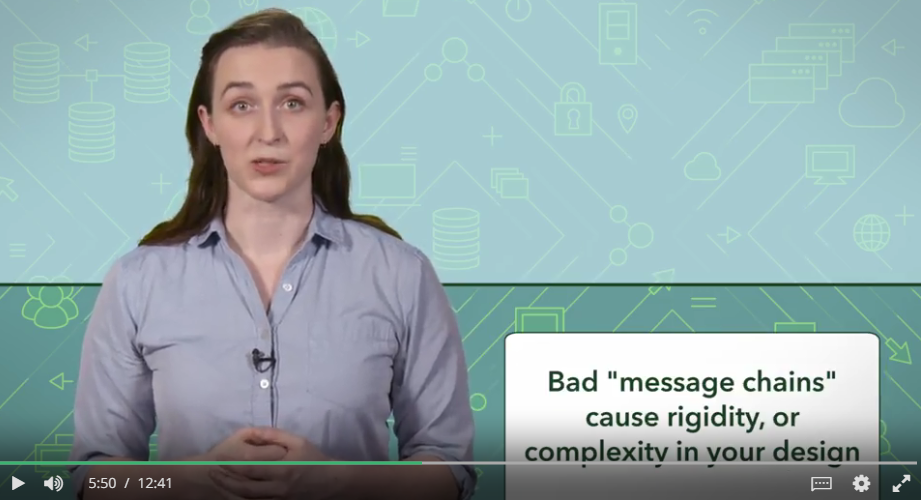 Bad "message chains"
cause rigidity, or
complexity in your design
5:50 / 12:41